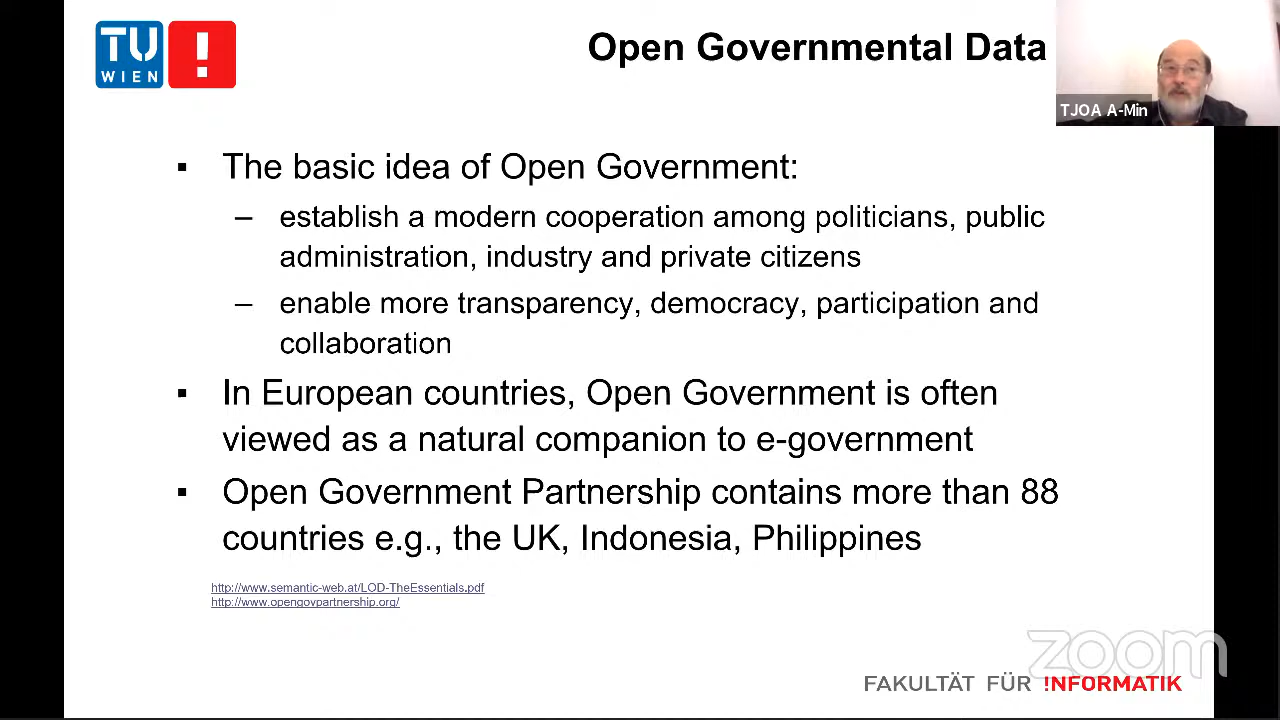 TU
WIEN
!
Open Governmental Data
TJOA A-Min
▪ The basic idea of Open Government:
– establish a modern cooperation among politicians, public
administration, industry and private citizens
– enable more transparency, democracy, participation and
collaboration
▪ In European countries, Open Government is often
viewed as a natural companion to e-government
▪ Open Government Partnership contains more than 88
countries e.g., the UK, Indonesia, Philippines
http://www.semantic-web.at/LOD-TheEssentials.pdf
http://www.opengovpartnership.org/
zoom
FAKULTÄT FÜR !NFORMATIK